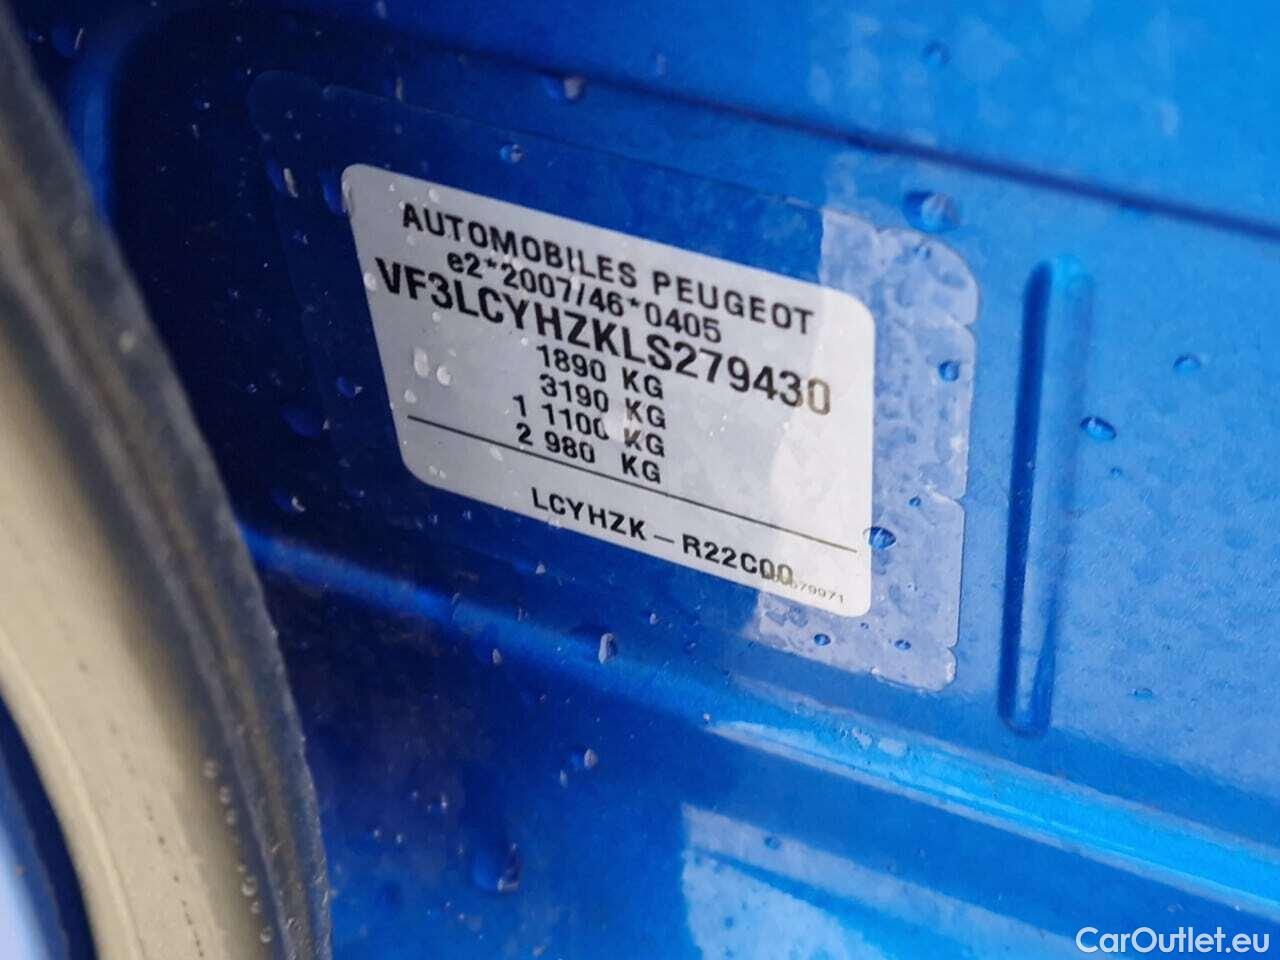 AUTOMOBILES PEUGEOT
e2*2007/46*0405
VF3LCYHZKLS279430
1890 KG
3190 KG
1 1100 KG
2 980 KG
LCYHZK – R22C00
CarOutlet.eu